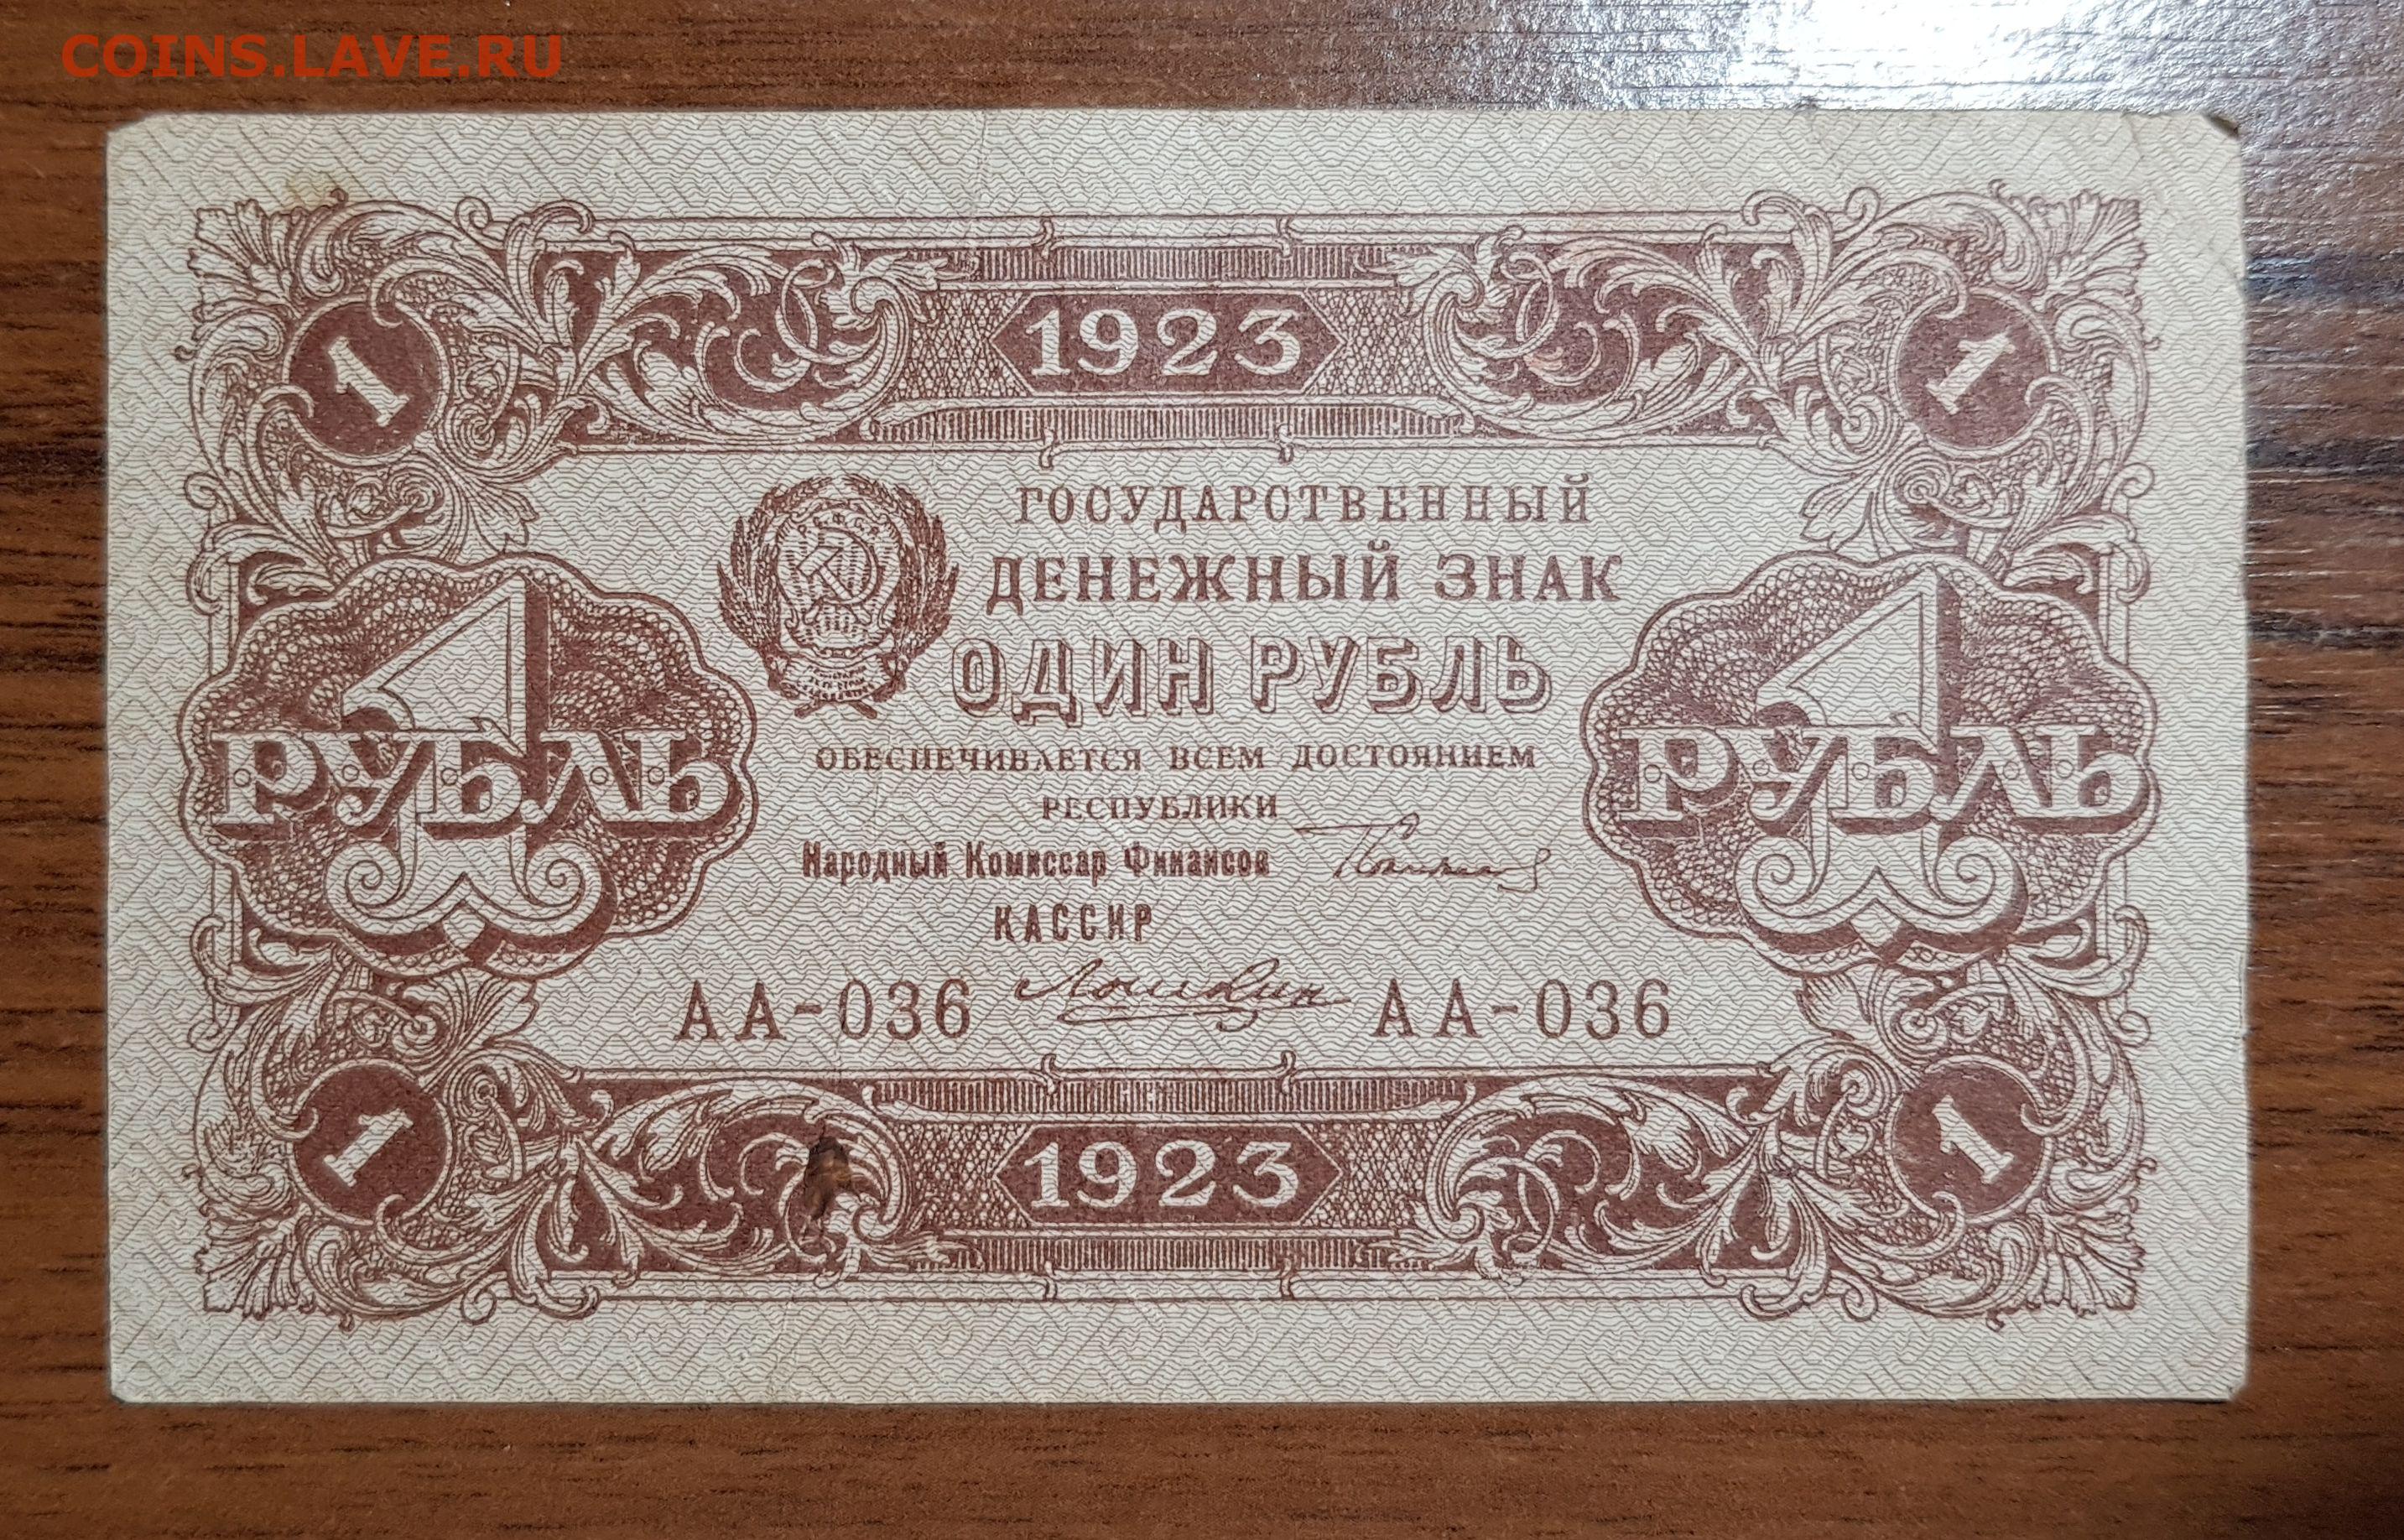 COINS.LAVE.RU
1923
1
1
ГОСУДАРСТВЕННЫЙ
ДЕНЕЖНЫЙ ЗНАК
ОДИН РУБЛЬ
1 РУБЛЬ
1 РУБЛЬ
ОБЕСПЕЧИВАЕТСЯ ВСЕМ ДОСТОЯНИЕМ
РЕСПУБЛИКИ
Народный Комиссар Финансов
КАССИР
АА-036
АА-036
1
1
1923